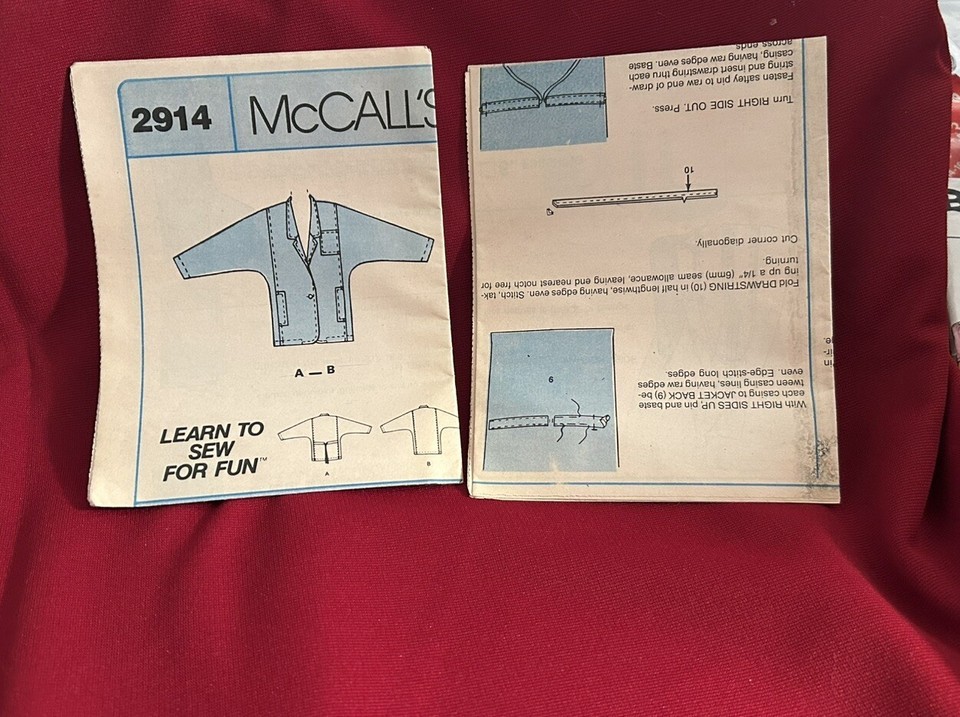 2914
McCALL'S
A — B
LEARN TO
SEW
FOR FUN™
A
B
With RIGHT SIDES UP, pin and baste
each casing to JACKET BACK (9) be-
tween casing lines, having raw edges
even. Edge-stitch long edges.
6
Fold DRAWSTRING (10) in half lengthwise, having edges even. Stitch, tak-
ing up a 1/4" (6mm) seam allowance, leaving end nearest notch free for
turning.
Cut corner diagonally.
10
Turn RIGHT SIDE OUT. Press.
Fasten saftey pin to raw end of draw-
string and insert drawstring thru each
casing, having raw edges even. Baste
across ends